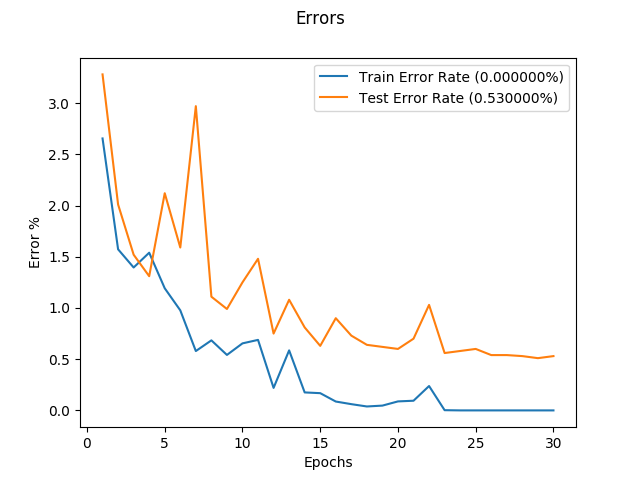 Errors
Train Error Rate (0.000000%)
Test Error Rate (0.530000%)
Error %
3.0
2.5
2.0
1.5
1.0
0.5
0.0
0 5 10 15 20 25 30
Epochs